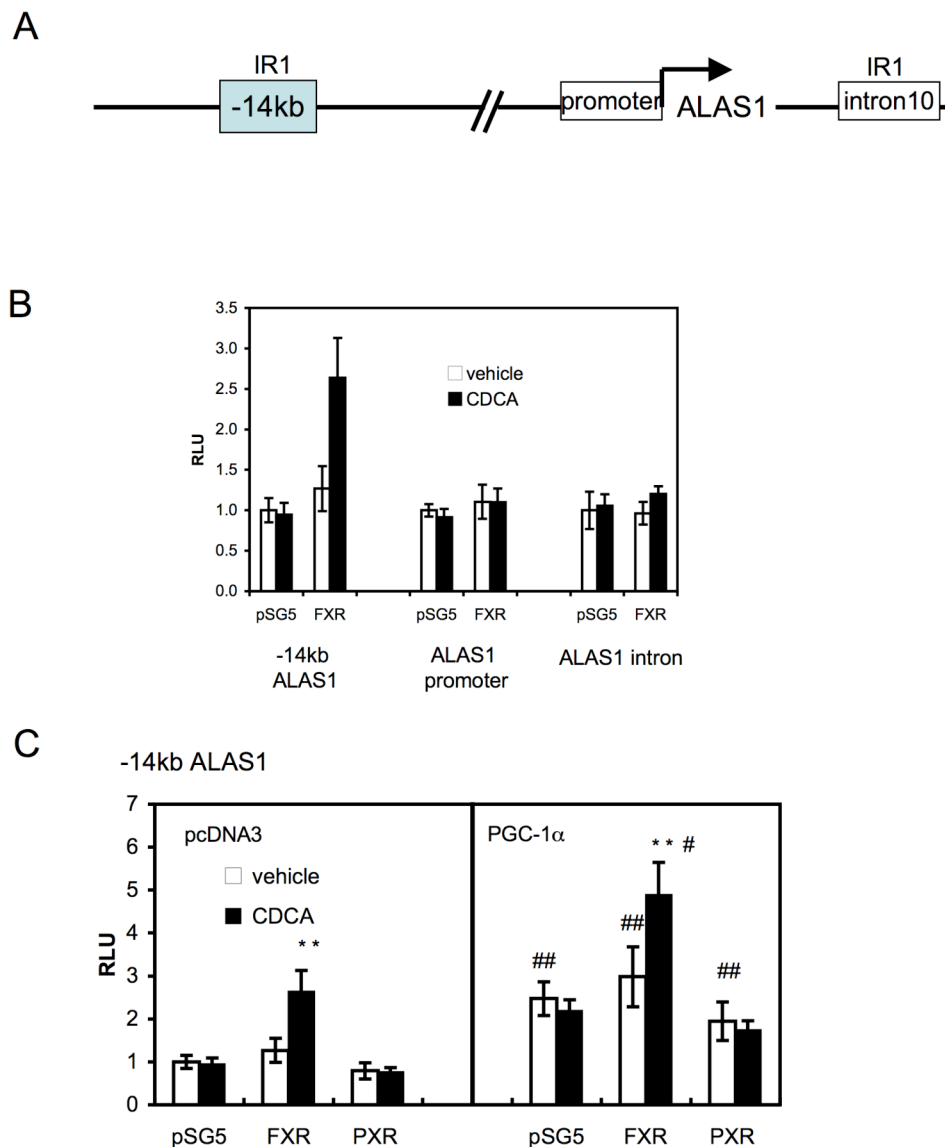 A
IR1
-14kb
promoter
ALAS1
IR1
intron10
B
3.5
3.0
2.5
2.0
1.5
1.0
0.5
0.0
RLU
vehicle
CDCA
pSG5 FXR pSG5 FXR pSG5 FXR
-14kb
ALAS1
ALAS1
promoter
ALAS1 intron
C
-14kb ALAS1
7
6
5
4
3
2
1
0
RLU
pcDNA3
vehicle
CDCA
**
PGC-1α
** #
##
##
##
pSG5 FXR PXR pSG5 FXR PXR